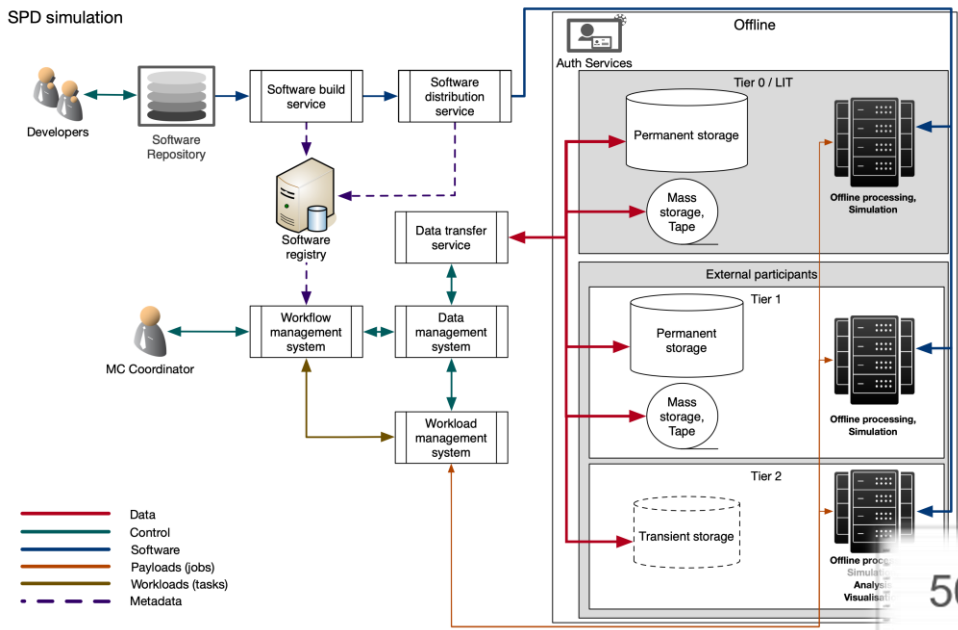 SPD simulation
Offline
Auth Services
Tier 0 / LIT
Developers
Software
Repository
Software build
service
Software
distribution
service
Permanent storage
Mass
storage,
Tape
Offline processing,
Simulation
Software
registry
Data transfer
service
External participants
Tier 1
MC Coordinator
Workflow
management
system
Data
management
system
Permanent
storage
Mass
storage,
Tape
Offline processing,
Simulation
Workload
management
system
Tier 2
Transient storage
Offline
Data
Control
Software
Payloads (jobs)
Workloads (tasks)
Metadata